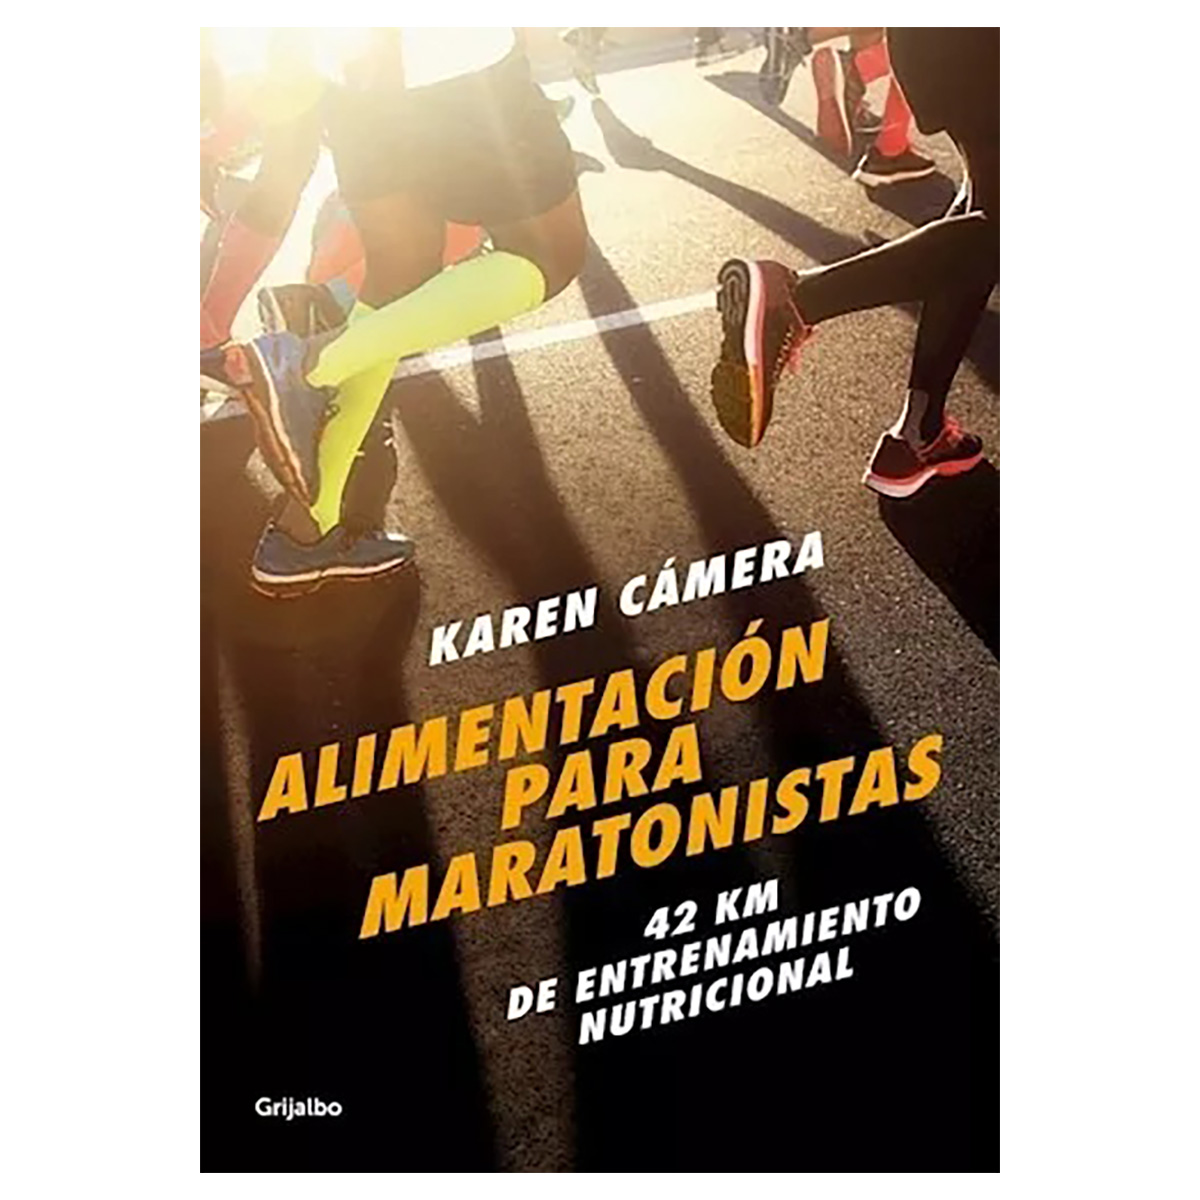 KAREN CÁMERA
ALIMENTACIÓN
PARA
MARATONISTAS
42 KM
DE ENTRENAMIENTO
NUTRICIONAL
Grijalbo